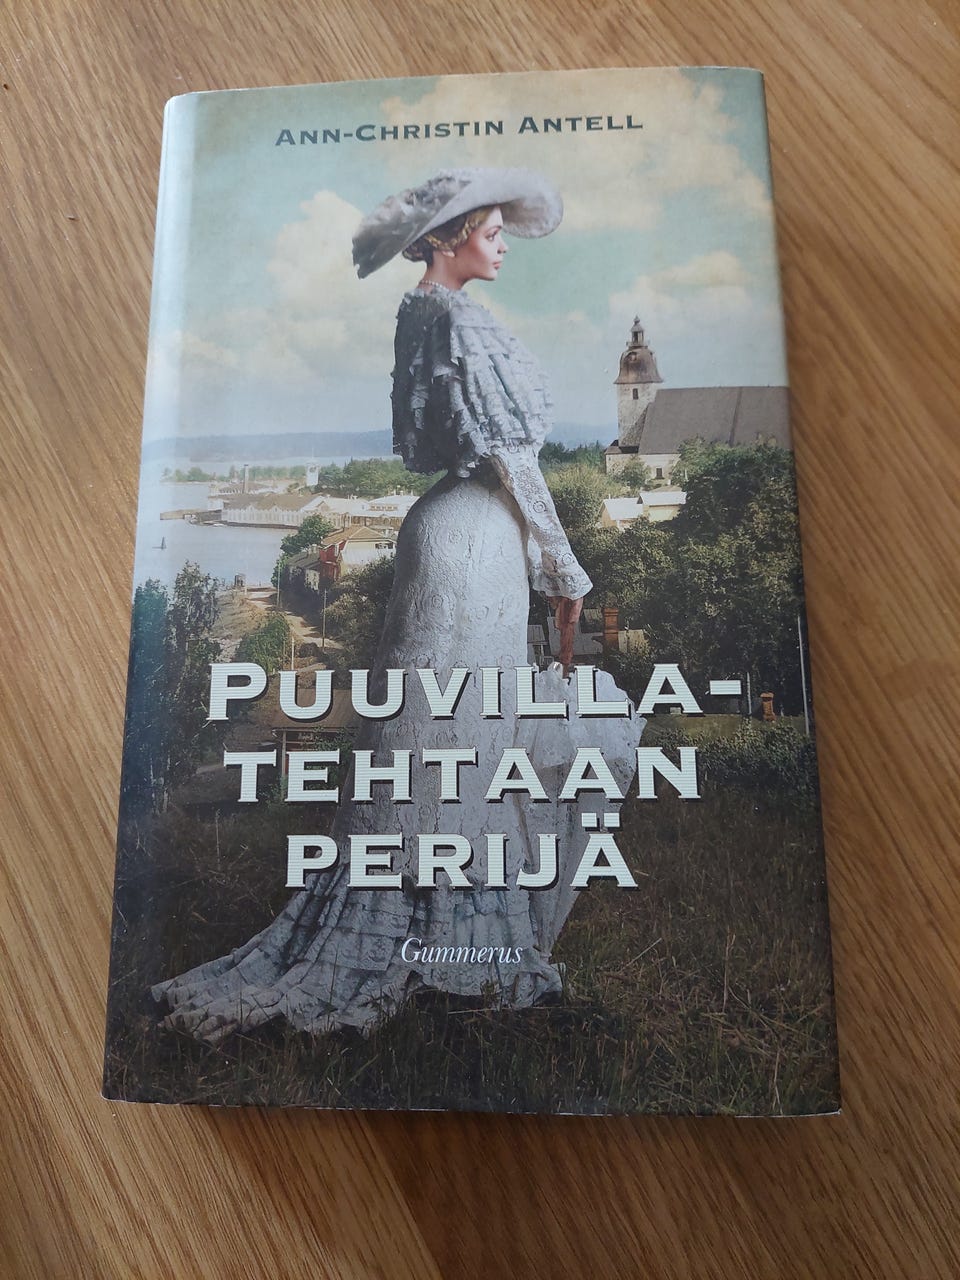 ANN-CHRISTIN ANTELL
PUUVILLA-
TEHTAAN
PERIJÄ
Gummerus